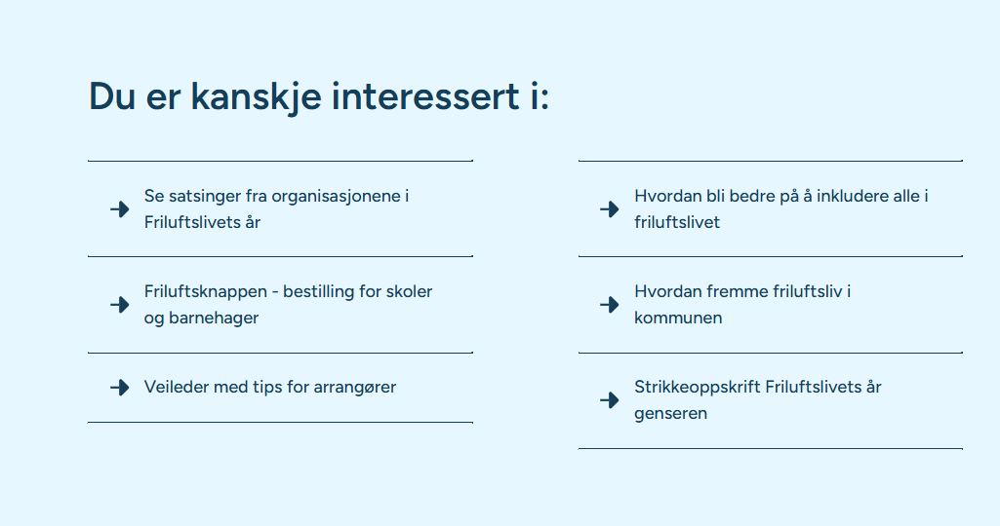 Du er kanskje interessert i:
Se satsinger fra organisasjonene i
Friluftslivets år
Friluftsknappen - bestilling for skoler
og barnehager
Veileder med tips for arrangører
Hvordan bli bedre på å inkludere alle i
friluftslivet
Hvordan fremme friluftsliv i
kommunen
Strikkeoppskrift Friluftslivets år
genseren